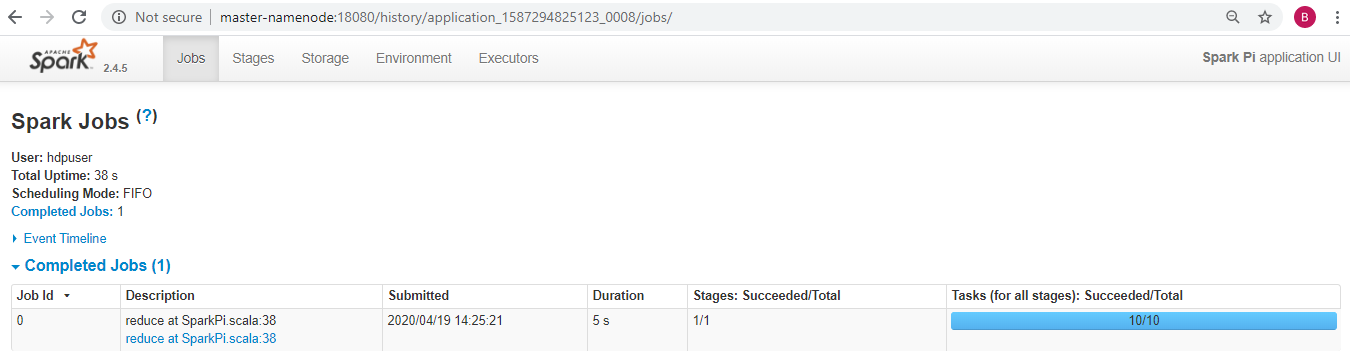 Not secure | master-namenode:18080/history/application_1587294825123_0008/jobs/
B
APACHE Spark 2.4.5 Jobs Stages Storage Environment Executors Spark Pi application UI
Spark Jobs (?)
User: hdpuser
Total Uptime: 38 s
Scheduling Mode: FIFO
Completed Jobs: 1
Event Timeline
Completed Jobs (1)
Job Id Description Submitted Duration Stages: Succeeded/Total Tasks (for all stages): Succeeded/Total
0 reduce at SparkPi.scala:38 2020/04/19 14:25:21 5 s 1/1 10/10
reduce at SparkPi.scala:38